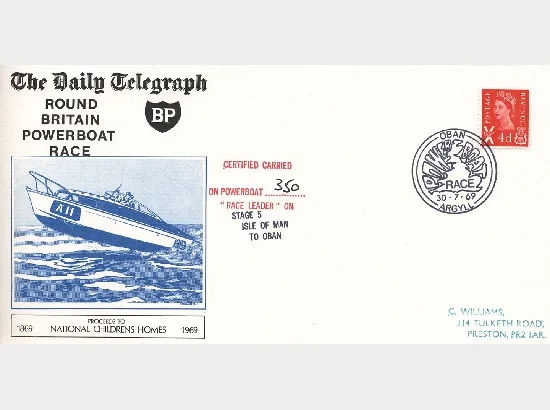 The Daily Telegraph
ROUND
BRITAIN
POWERBOAT
RACE
BP
A11
PROCEEDS TO
1869 NATIONAL CHILDRENS HOMES 1969
CERTIFIED CARRIED
ON POWERBOAT 350
"RACE LEADER" ON
STAGE 5
ISLE OF MAN
TO OBAN
POSTAGE
REVENUE
4d
OBAN
RACE
30-7-69
ARGYLL
C. WILLIAMS,
114 TULKETH ROAD,
PRESTON, PR2 1AR.